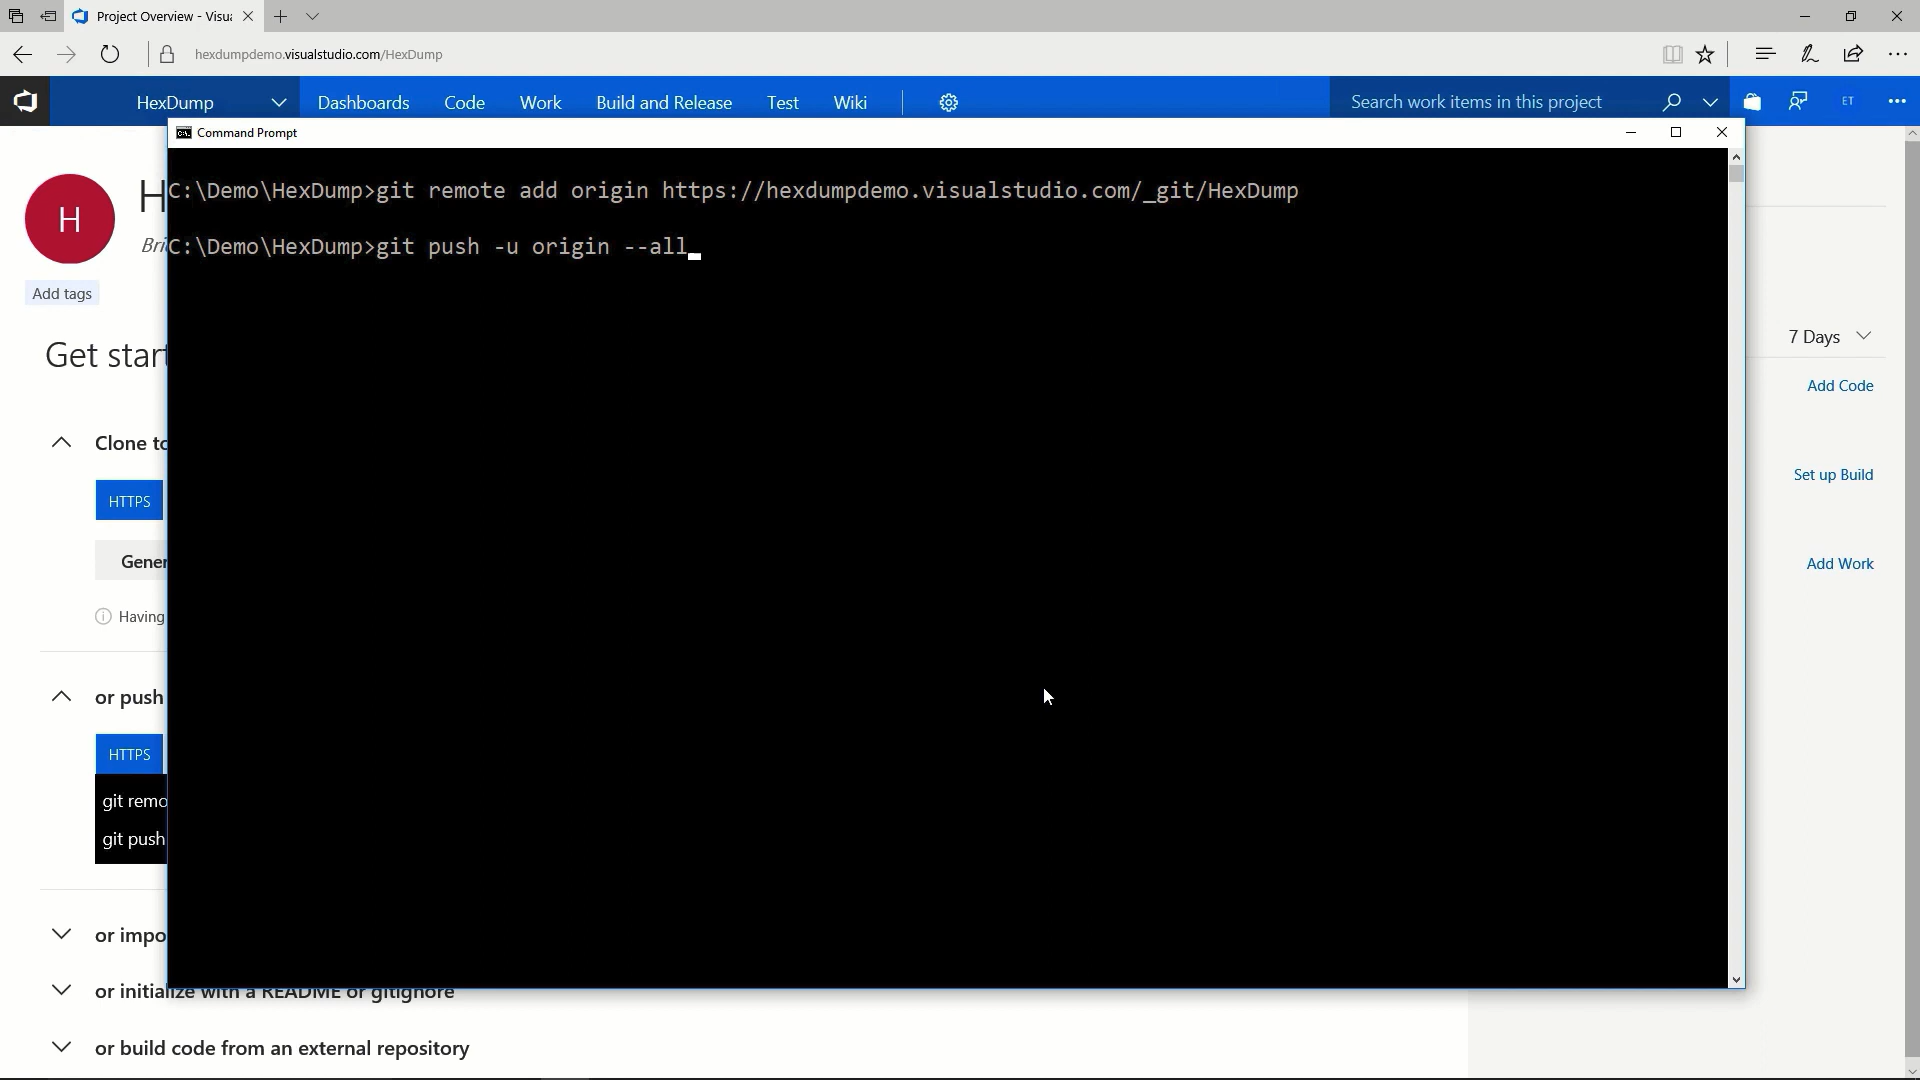 Project Overview - Visu
hexdumpdemo.visualstudio.com/HexDump
HexDump Dashboards Code Work Build and Release Test Wiki Search work items in this project ET
Command Prompt
H
H
C:\Demo\HexDump>git remote add origin https://hexdumpdemo.visualstudio.com/_git/HexDump
Bri
C:\Demo\HexDump>git push -u origin --all
Add tags
7 Days
Get start
Add Code
Clone to
Set up Build
HTTPS
Gener
Add Work
Having
or push
HTTPS
git remo
git push
or impo
or initialize with a README or gitignore
or build code from an external repository